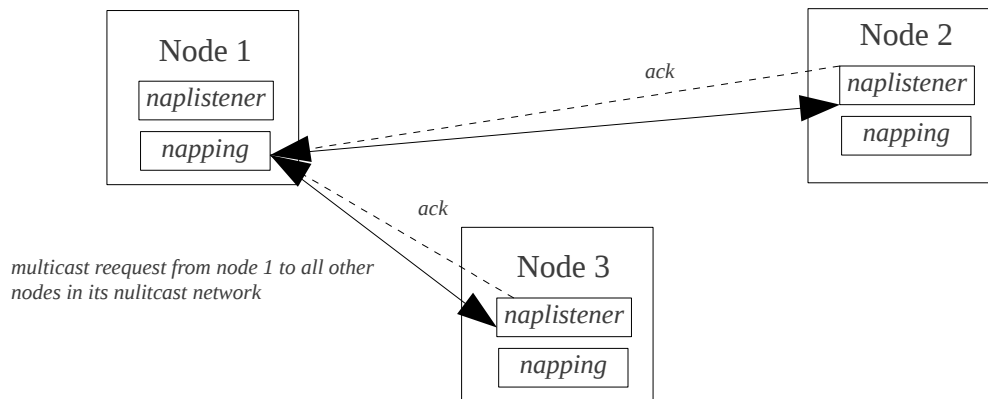 Node 1
naplistener
napping
ack
Node 2
naplistener
napping
ack
multicast reequest from node 1 to all other
nodes in its nulitcast network
Node 3
naplistener
napping